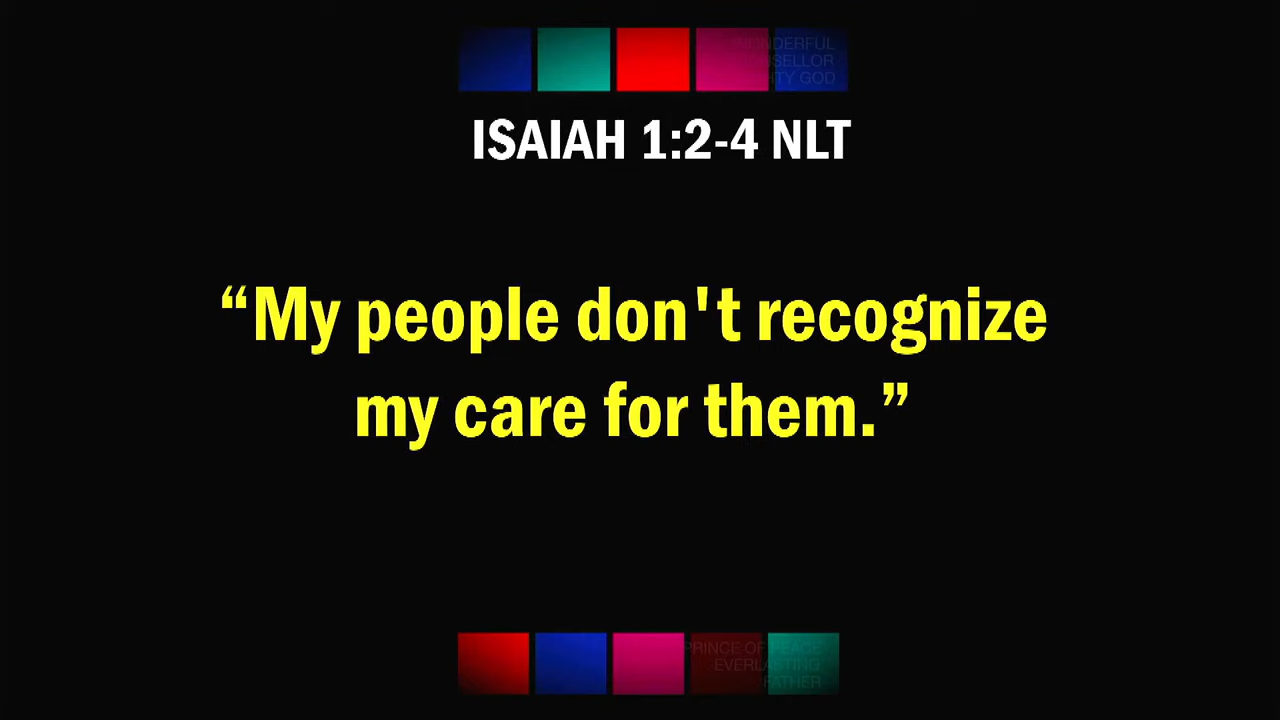 WONDERFUL
COUNSELLOR
MIGHTY GOD
ISAIAH 1:2-4 NLT
“My people don't recognize
my care for them.”
PRINCE OF PEACE
EVERLASTING
FATHER